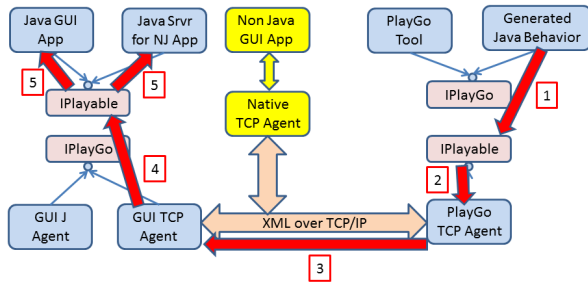 Java GUI
App
Java Srvr
for NJ App
Non Java
GUI App
PlayGo
Tool
Generated
Java Behavior
5
5
IPlayable
IPlayGo
1
Native
TCP Agent
IPlayGo
IPlayable
4
2
GUI J
Agent
GUI TCP
Agent
XML over TCP/IP
PlayGo
TCP Agent
3